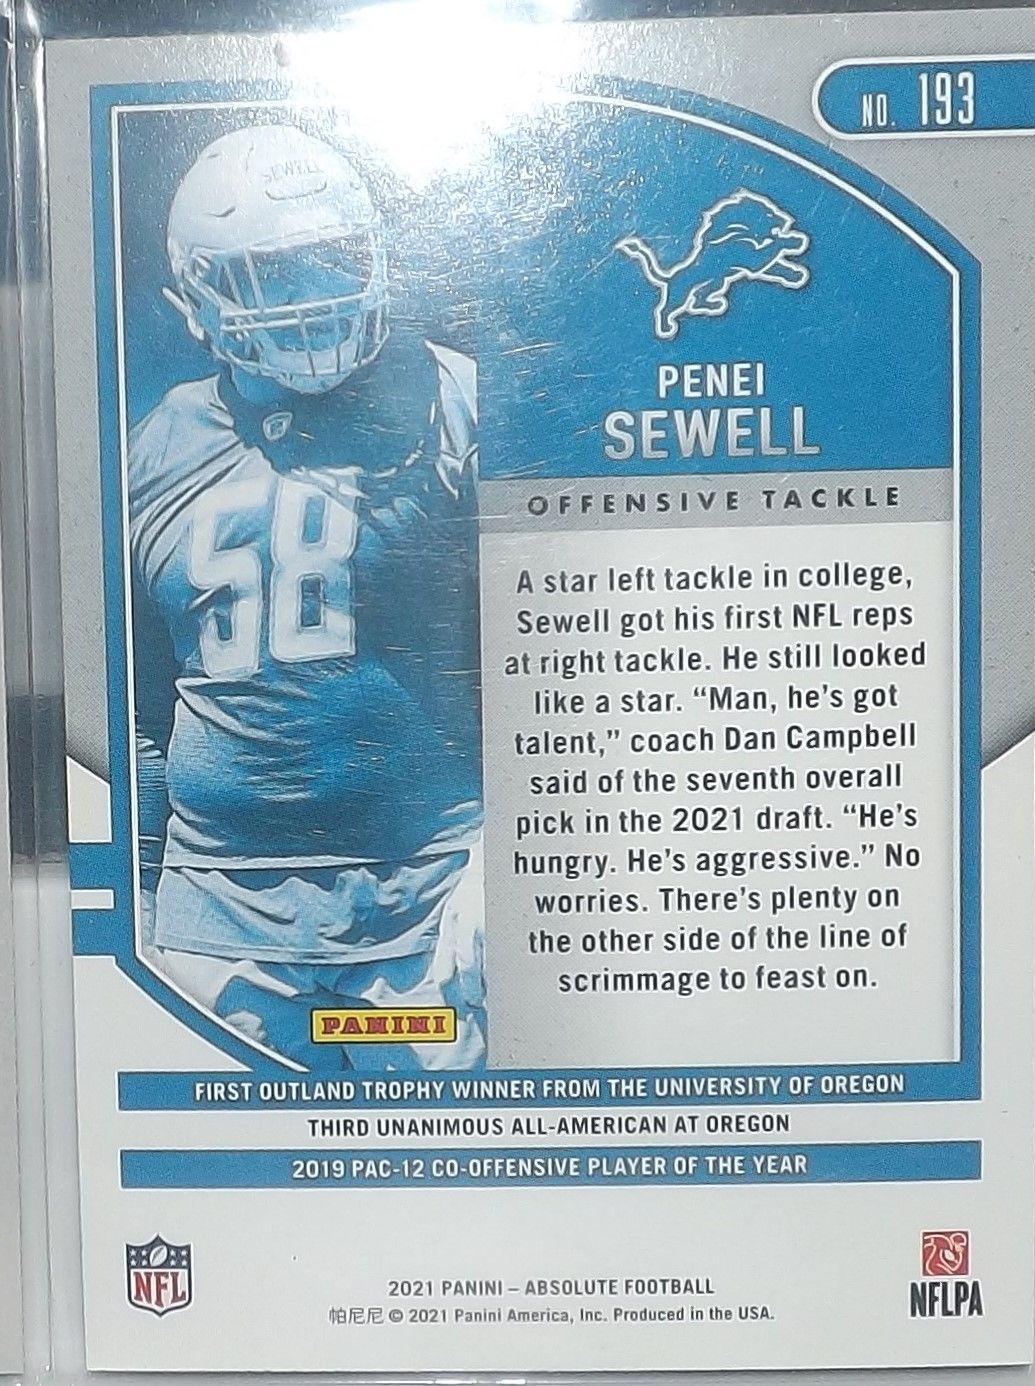 NO. 193
SEWELL
PENEI
SEWELL
OFFENSIVE TACKLE
58
A star left tackle in college,
Sewell got his first NFL reps
at right tackle. He still looked
like a star. “Man, he’s got
talent,” coach Dan Campbell
said of the seventh overall
pick in the 2021 draft. “He’s
hungry. He’s aggressive.” No
worries. There’s plenty on
the other side of the line of
scrimmage to feast on.
PANINI
FIRST OUTLAND TROPHY WINNER FROM THE UNIVERSITY OF OREGON
THIRD UNANIMOUS ALL-AMERICAN AT OREGON
2019 PAC-12 CO-OFFENSIVE PLAYER OF THE YEAR
NFL
2021 PANINI – ABSOLUTE FOOTBALL
帕尼尼 © 2021 Panini America, Inc. Produced in the USA.
NFLPA